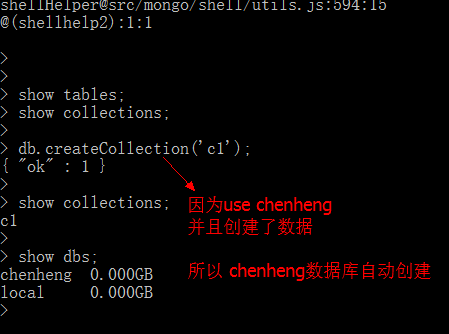 shellHelper@src/mongo/shell/utils.js:594:15
@(shellhelp2):1:1
>
>
> show tables;
> show collections;
>
> db.createCollection('c1');
{ "ok" : 1 }
>
> show collections;
c1
>
> show dbs;
chenheng  0.000GB
local     0.000GB
>
因为use chenheng
并且创建了数据
所以 chenheng数据库自动创建